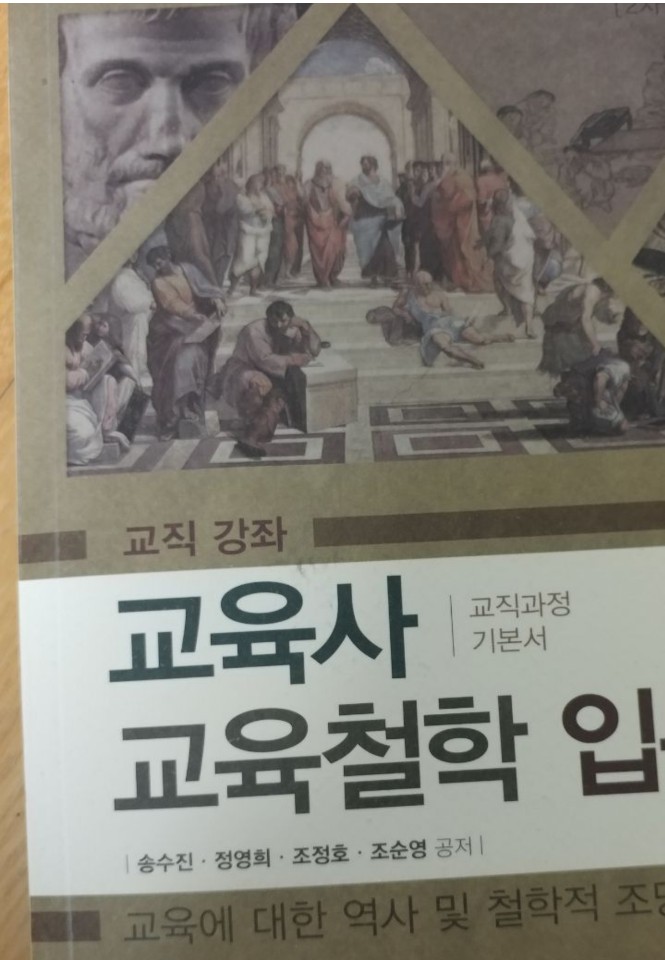 교직 강좌
교육사
교직과정
기본서
교육철학
송수진 · 정영희 · 조정호 · 조순영 공저
교육에 대한 역사 및 철학적